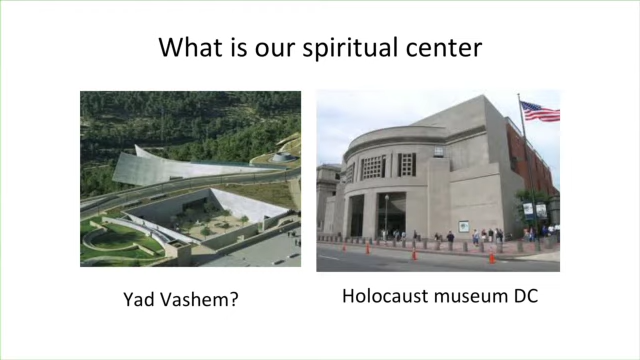 What is our spiritual center
Yad Vashem?
Holocaust museum DC